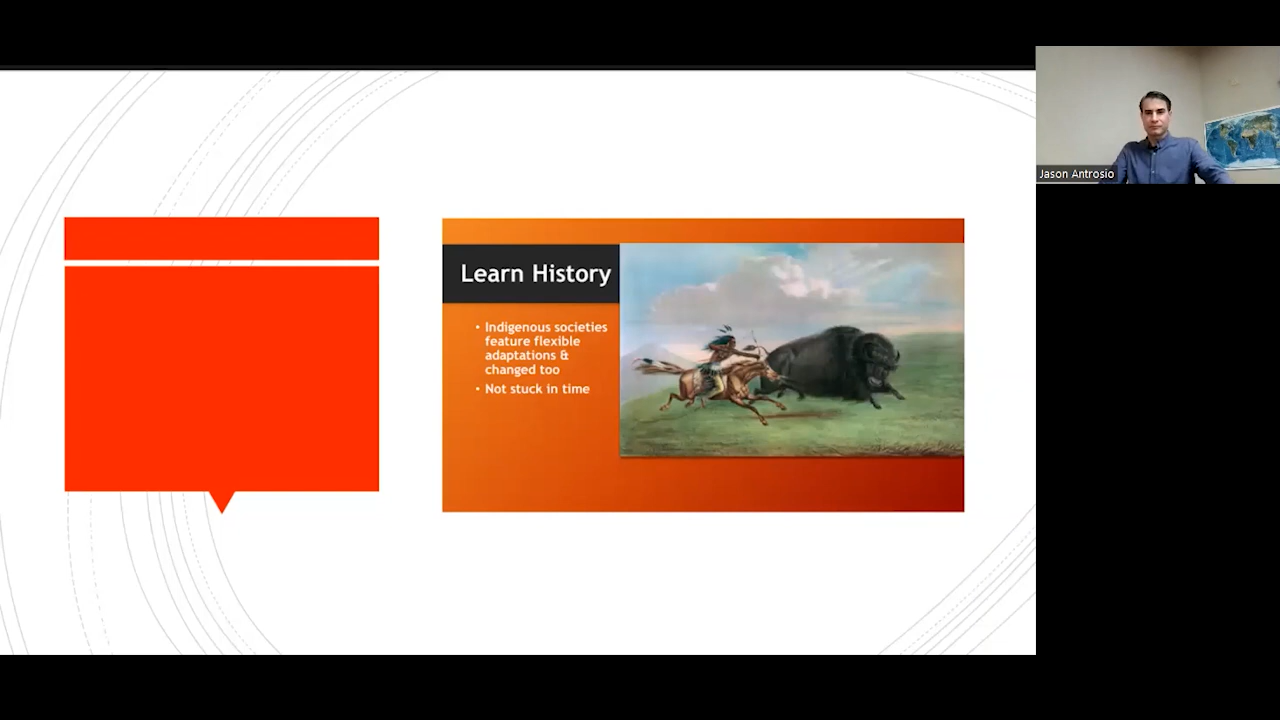 Learn History
• Indigenous societies
feature flexible
adaptations &
changed too
• Not stuck in time
Jason Antrosio